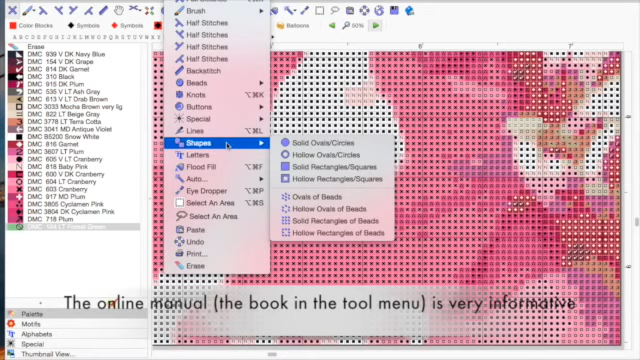 Color Blocks
Symbols
Symbols
Balloons
50%
A B C D E F G H I J K L M N O P Q R
Erase
DMC 939 V DK Navy Blue
DMC 154 V DK Grape
DMC 814 DK Garnet
DMC 310 Black
DMC 915 DK Plum
DMC 613 V LT Drab Brown
DMC 3033 Mocha Brown very lig
DMC 822 LT Beige Gray
DMC 3778 LT Terra Cotta
DMC 3041 MD Antique Violet
DMC B5200 Snow White
DMC 816 Garnet
DMC 3607 LT Plum
DMC 452 LT Shell Gray
DMC 818 Baby Pink
DMC 600 V DK Cranberry
DMC 604 LT Cranberry
DMC 603 Cranberry
DMC 917 MD Plum
DMC 3805 Cyclamen Pink
DMC 3804 DK Cyclamen Pink
DMC 718 Plum
DMC 164 LT Forest Green
Palette
Motifs
Alphabets
Special
Thumbnail View...
Brush
Half Stitches
Half Stitches
Half Stitches
Half Stitches
Backstitch
Beads
Knots ⌥⌘K
Buttons
Special
Lines ⌥⌘L
Shapes
Letters
Flood Fill ⌥⌘F
Auto...
Eye Dropper ⌥⌘P
Select An Area ⌥⌘S
Select An Area
Paste
Undo
Print...
Erase
Solid Ovals/Circles
Hollow Ovals/Circles
Solid Rectangles/Squares
Hollow Rectangles/Squares
Ovals of Beads
Hollow Ovals of Beads
Solid Rectangles of Beads
Hollow Rectangles of Beads
6
7
The online manual (the book in the tool menu) is very informative